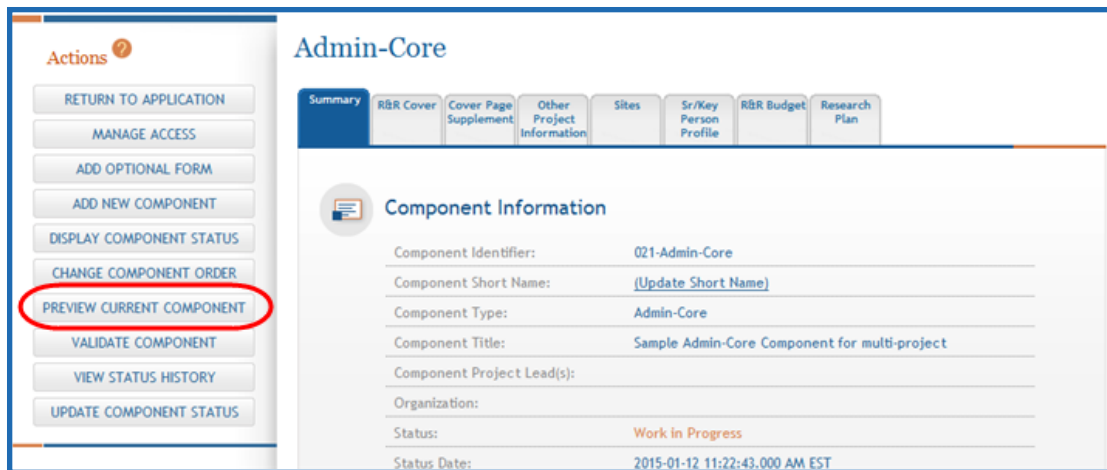 Actions ?
RETURN TO APPLICATION
MANAGE ACCESS
ADD OPTIONAL FORM
ADD NEW COMPONENT
DISPLAY COMPONENT STATUS
CHANGE COMPONENT ORDER
PREVIEW CURRENT COMPONENT
VALIDATE COMPONENT
VIEW STATUS HISTORY
UPDATE COMPONENT STATUS
Admin-Core
Summary
R&R Cover
Cover Page
Supplement
Other
Project
Information
Sites
Sr/Key
Person
Profile
R&R Budget
Research
Plan
Component Information
Component Identifier: 021-Admin-Core
Component Short Name: (Update Short Name)
Component Type: Admin-Core
Component Title: Sample Admin-Core Component for multi-project
Component Project Lead(s):
Organization:
Status: Work in Progress
Status Date: 2015-01-12 11:22:43.000 AM EST